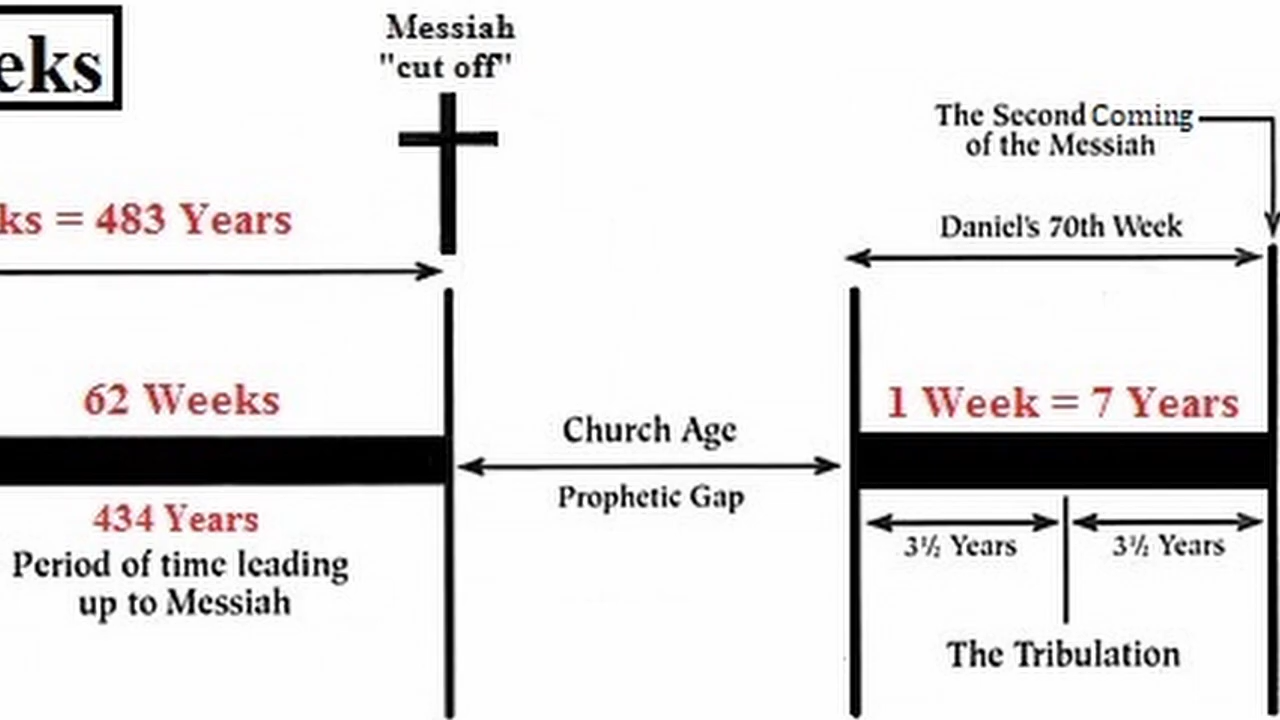 eks
Messiah
"cut off"
The Second Coming
of the Messiah
ks = 483 Years
Daniel's 70th Week
62 Weeks
1 Week = 7 Years
Church Age
Prophetic Gap
434 Years
Period of time leading
up to Messiah
3½ Years
3½ Years
The Tribulation